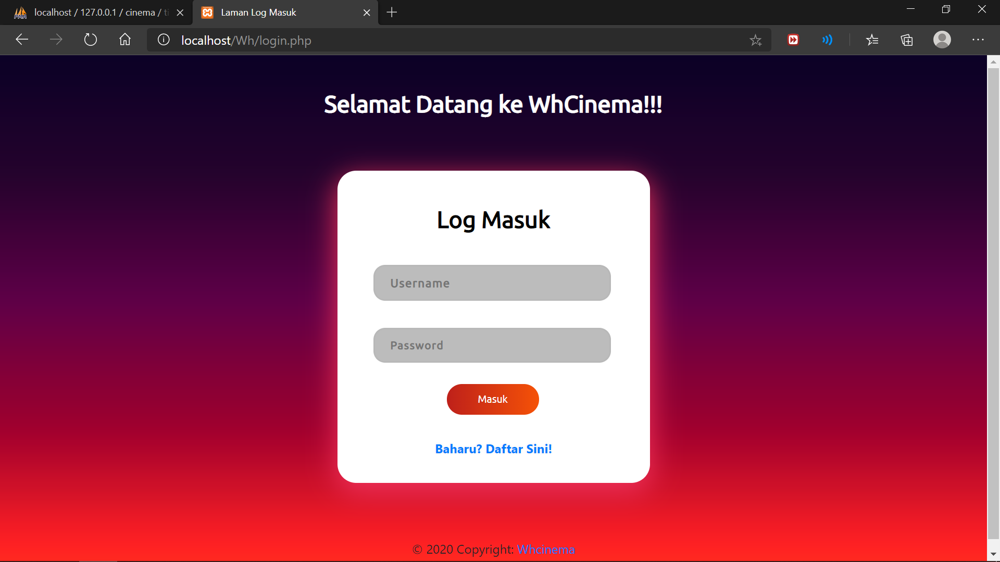 localhost / 127.0.0.1 / cinema / ti
Laman Log Masuk
localhost/Wh/login.php
Selamat Datang ke WhCinema!!!
Log Masuk
Username
Password
Masuk
Baharu? Daftar Sini!
© 2020 Copyright: Whcinema